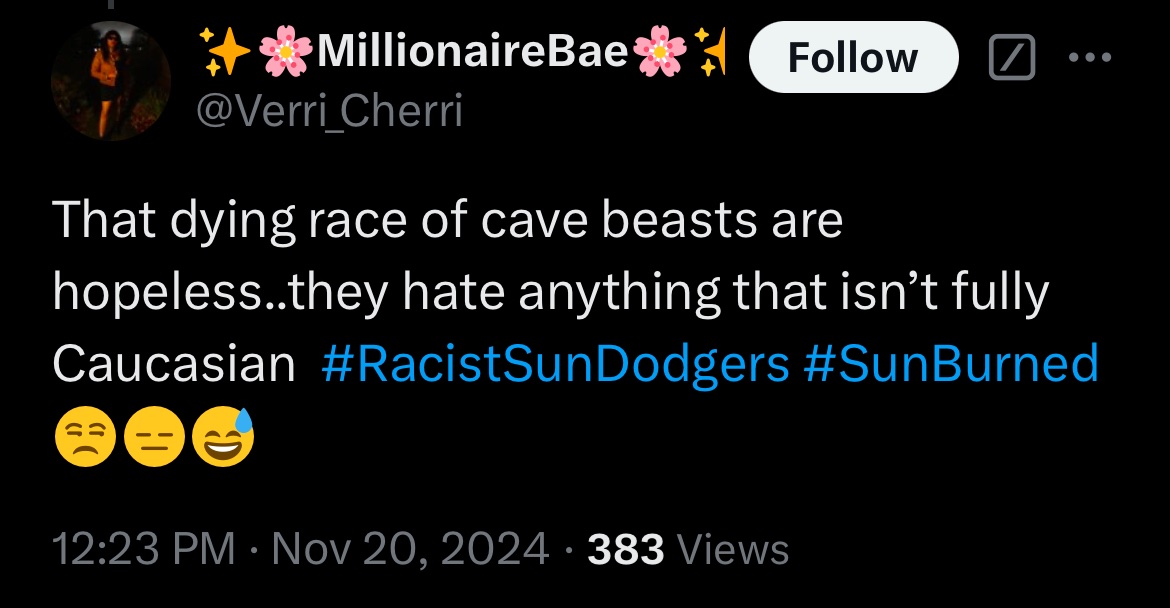 ✨🌸MillionaireBae🌸✨ Follow
@Verri_Cherri
That dying race of cave beasts are
hopeless..they hate anything that isn’t fully
Caucasian #RacistSunDodgers #SunBurned
😒😑😅
12:23 PM · Nov 20, 2024 · 383 Views